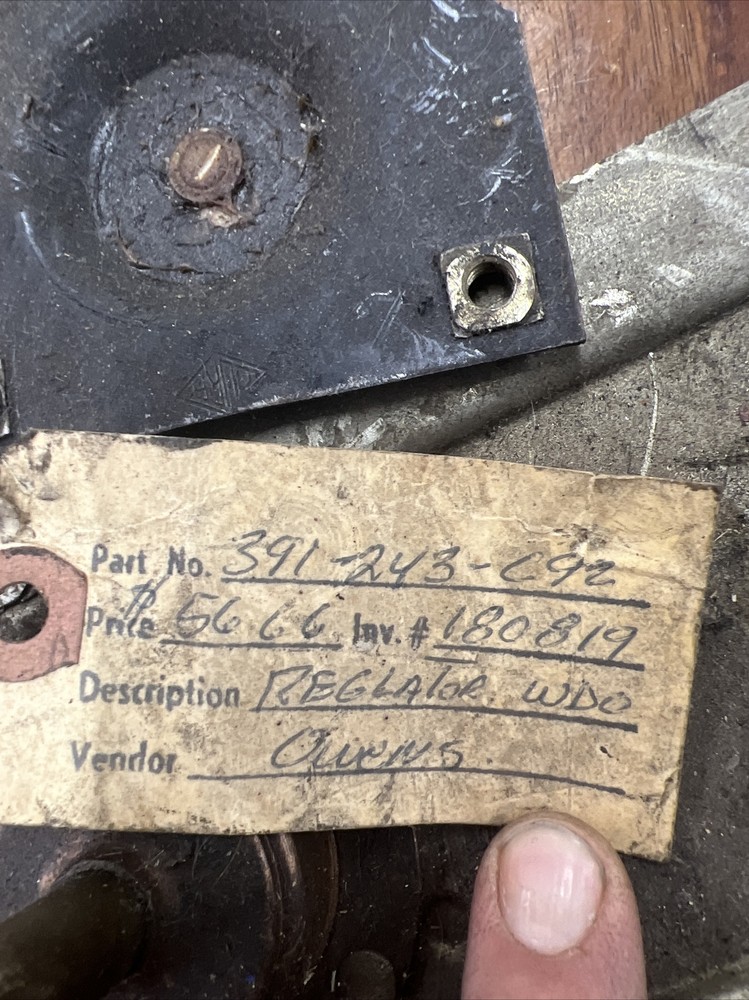 Part No. 391-243-C92
Price $ 56 66 Inv. # 180819
Description REGLATOR WDO
Vendor Owens.